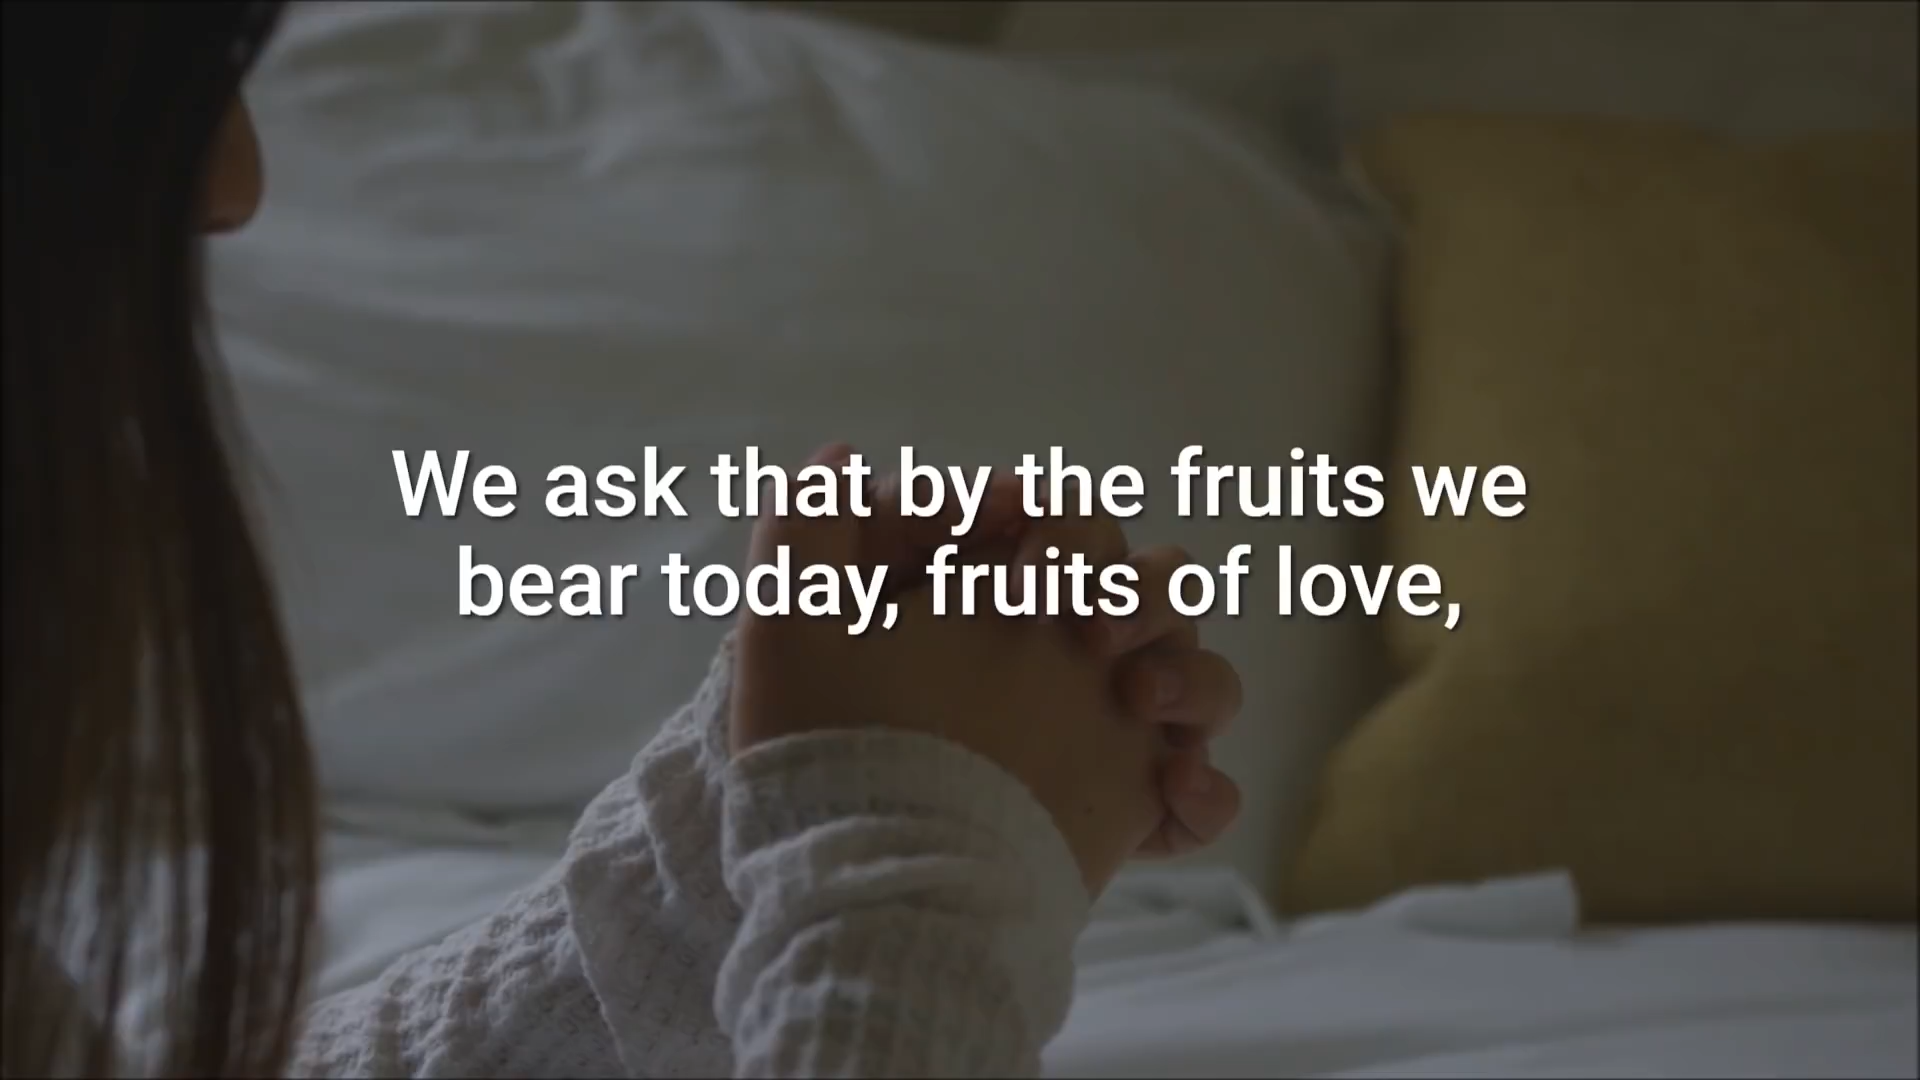 We ask that by the fruits we
bear today, fruits of love,